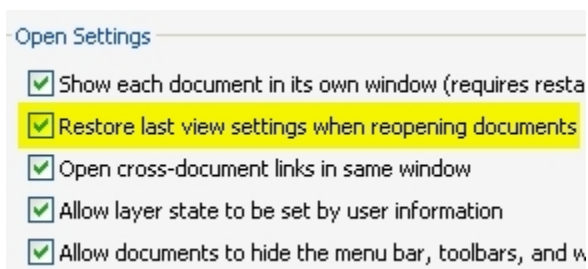 Open Settings
Show each document in its own window (requires resta
Restore last view settings when reopening documents
Open cross-document links in same window
Allow layer state to be set by user information
Allow documents to hide the menu bar, toolbars, and w